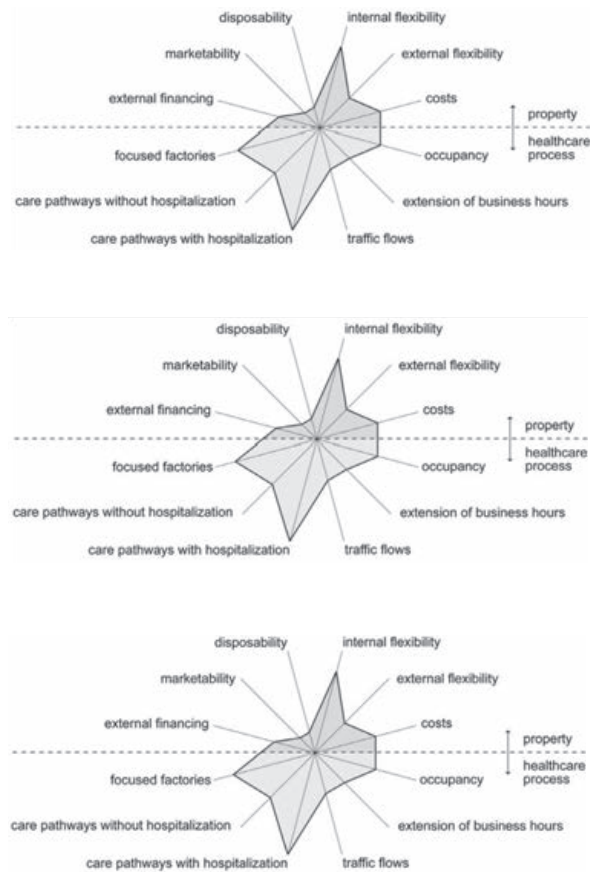 disposability internal flexibility
marketability external flexibility
external financing costs
property
focused factories occupancy healthcare
process
care pathways without hospitalization extension of business hours
care pathways with hospitalization traffic flows
disposability internal flexibility
marketability external flexibility
external financing costs
property
focused factories occupancy healthcare
process
care pathways without hospitalization extension of business hours
care pathways with hospitalization traffic flows
disposability internal flexibility
marketability external flexibility
external financing costs
property
focused factories occupancy healthcare
process
care pathways without hospitalization extension of business hours
care pathways with hospitalization traffic flows